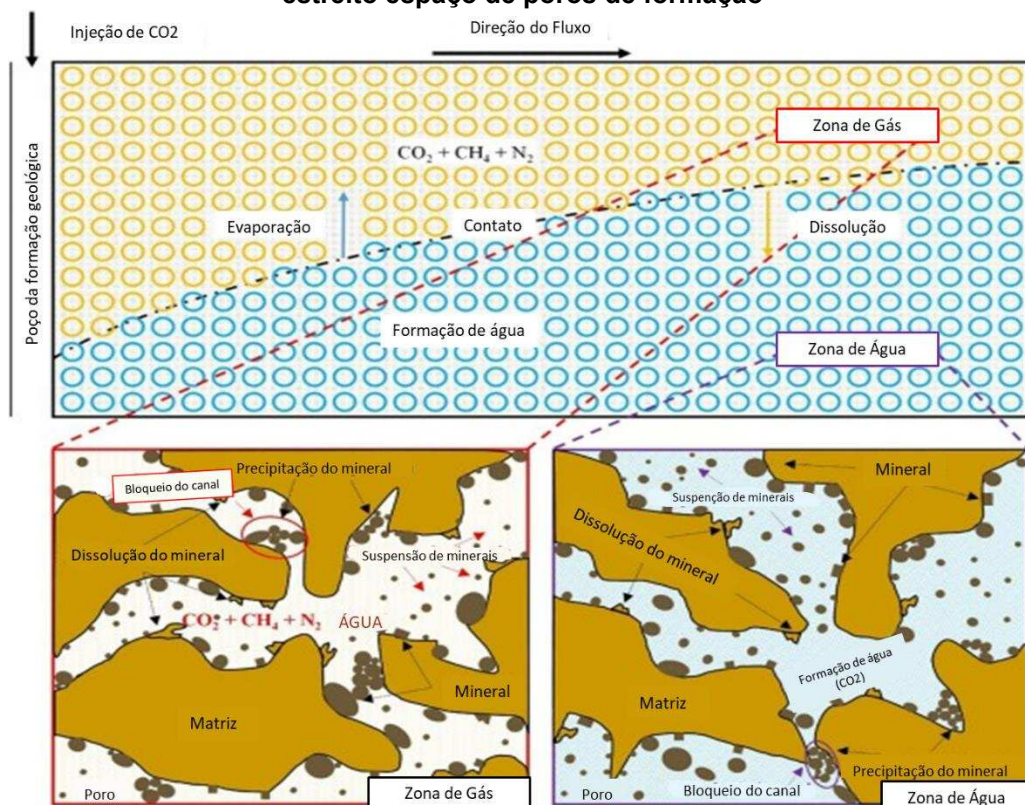 estreito espaço de poros de formação
Injeção de CO2
Direção do Fluxo
Poço da formação geológica
Zona de Gás
CO₂ + CH₄ + N₂
Evaporação
Contato
Dissolução
Formação de água
Zona de Água
Precipitação do mineral
Bloqueio do canal
Dissolução do mineral
Suspensão de minerais
CO₂ + CH₄ + N₂ ÁGUA
Mineral
Matriz
Poro
Zona de Gás
Mineral
Suspenção de minerais
Dissolução do mineral
Formação de água
(CO2)
Matriz
Precipitação do mineral
Bloqueio do canal
Poro
Zona de Água